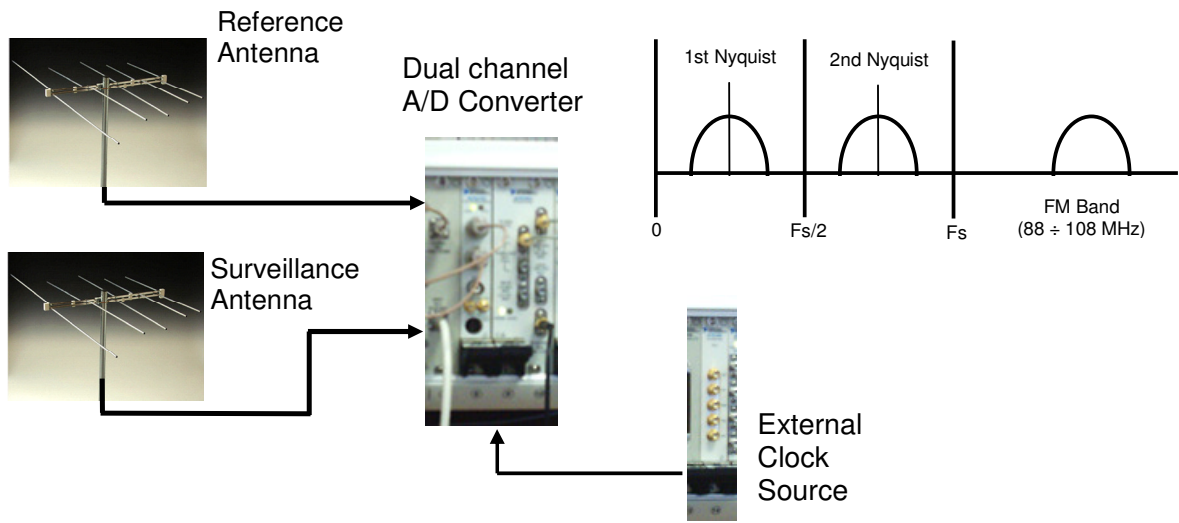 Reference
Antenna
Dual channel
A/D Converter
Surveillance
Antenna
External
Clock
Source
1st Nyquist
2nd Nyquist
0
Fs/2
Fs
FM Band
(88 ÷ 108 MHz)